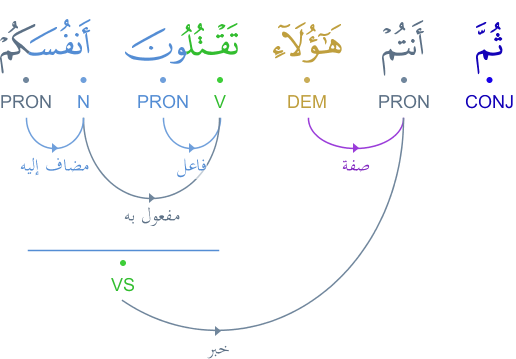 ثُمَّ أَنتُمْ هَـٰٓؤُلَآءِ تَقْتُلُونَ أَنفُسَكُمْ
CONJ PRON DEM V PRON N PRON
صفة فاعل مضاف إليه
مفعول به
VS
خبر